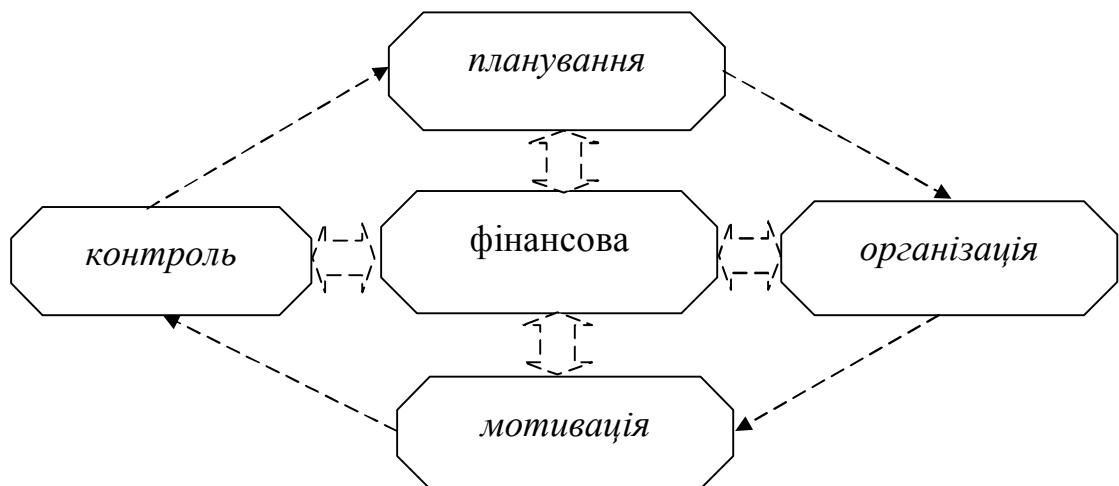 планування
контроль
фінансова
організація
мотивація